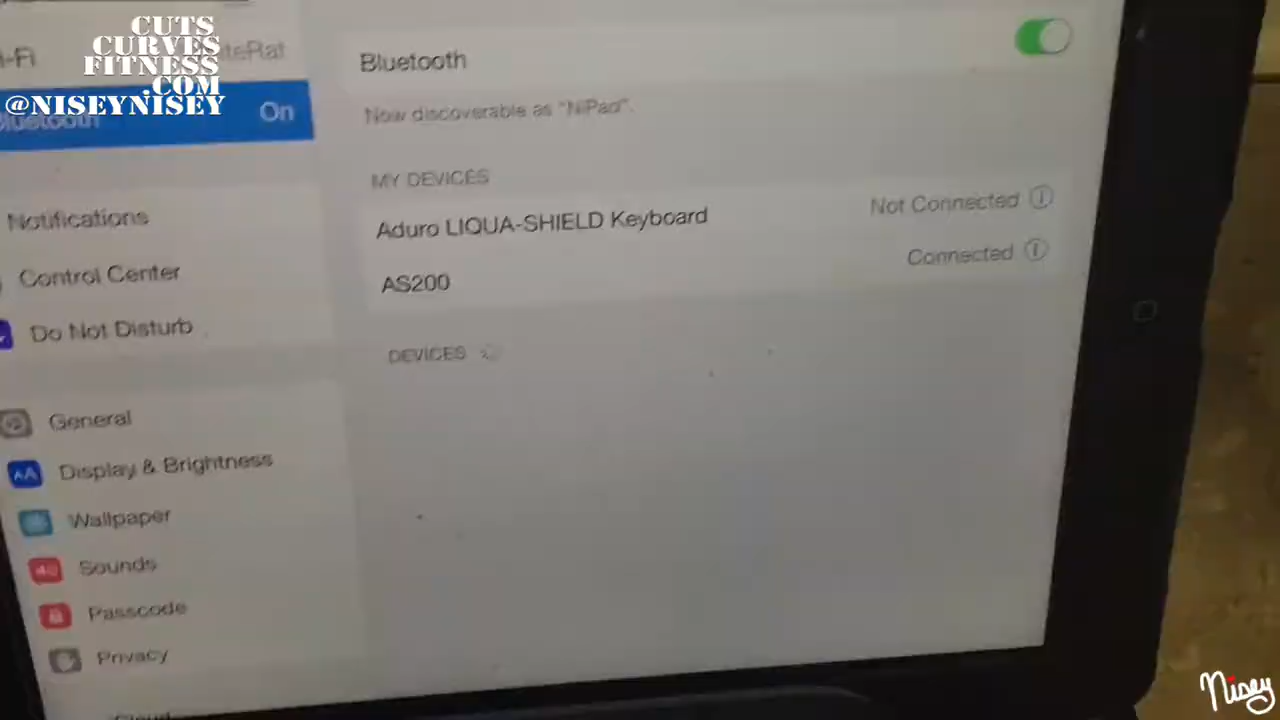 CUTS
CURVES
FITNESS
.COM
@NISEYNISEY
Bluetooth
On
Notifications
Control Center
Do Not Disturb
General
Display & Brightness
Wallpaper
Sounds
Passcode
Privacy
Bluetooth
Now discoverable as “NiPad”.
MY DEVICES
Aduro LIQUA-SHIELD Keyboard Not Connected
AS200 Connected
DEVICES
Nisey